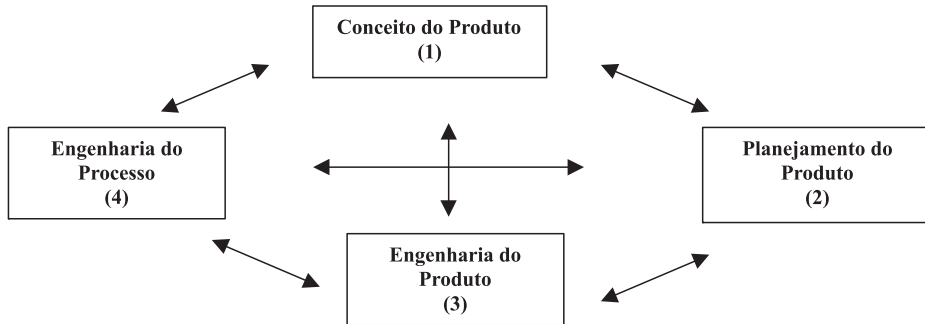 Conceito do Produto
(1)
Engenharia do
Processo
(4)
Planejamento do
Produto
(2)
Engenharia do
Produto
(3)